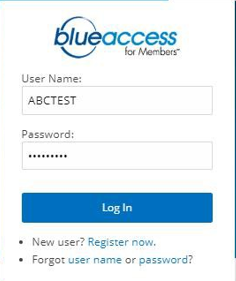 blueaccess
for Members℠
User Name:
ABCTEST
Password:
•••••••••
Log In
New user? Register now.
Forgot user name or password?